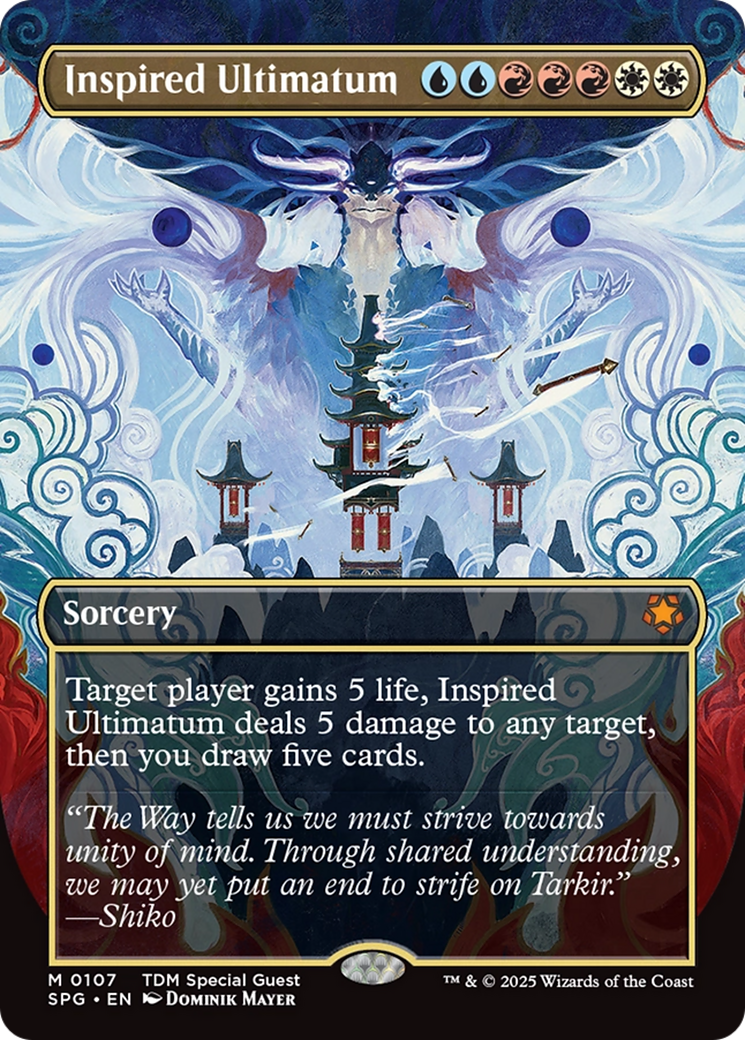 Inspired Ultimatum
Sorcery
Target player gains 5 life, Inspired
Ultimatum deals 5 damage to any target,
then you draw five cards.
“The Way tells us we must strive towards
unity of mind. Through shared understanding,
we may yet put an end to strife on Tarkir.”
—Shiko
M 0107 TDM Special Guest
SPG • EN Dominik Mayer
™ & © 2025 Wizards of the Coast